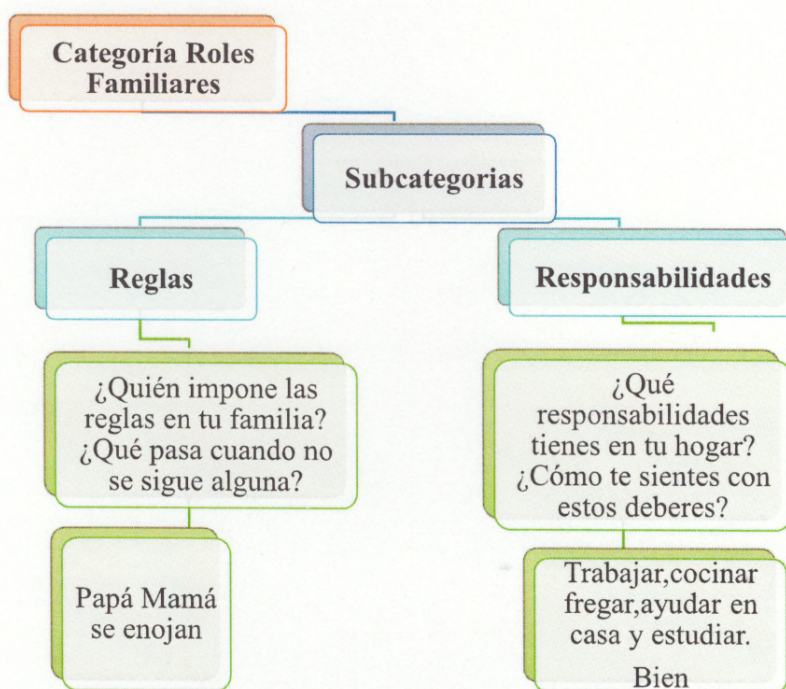 Categoría Roles
Familiares
Subcategorias
Reglas
Responsabilidades
¿Quién impone las
reglas en tu familia?
¿Qué pasa cuando no
se sigue alguna?
¿Qué
responsabilidades
tienes en tu hogar?
¿Cómo te sientes con
estos deberes?
Papá Mamá
se enojan
Trabajar,cocinar
fregar,ayudar en
casa y estudiar.
Bien